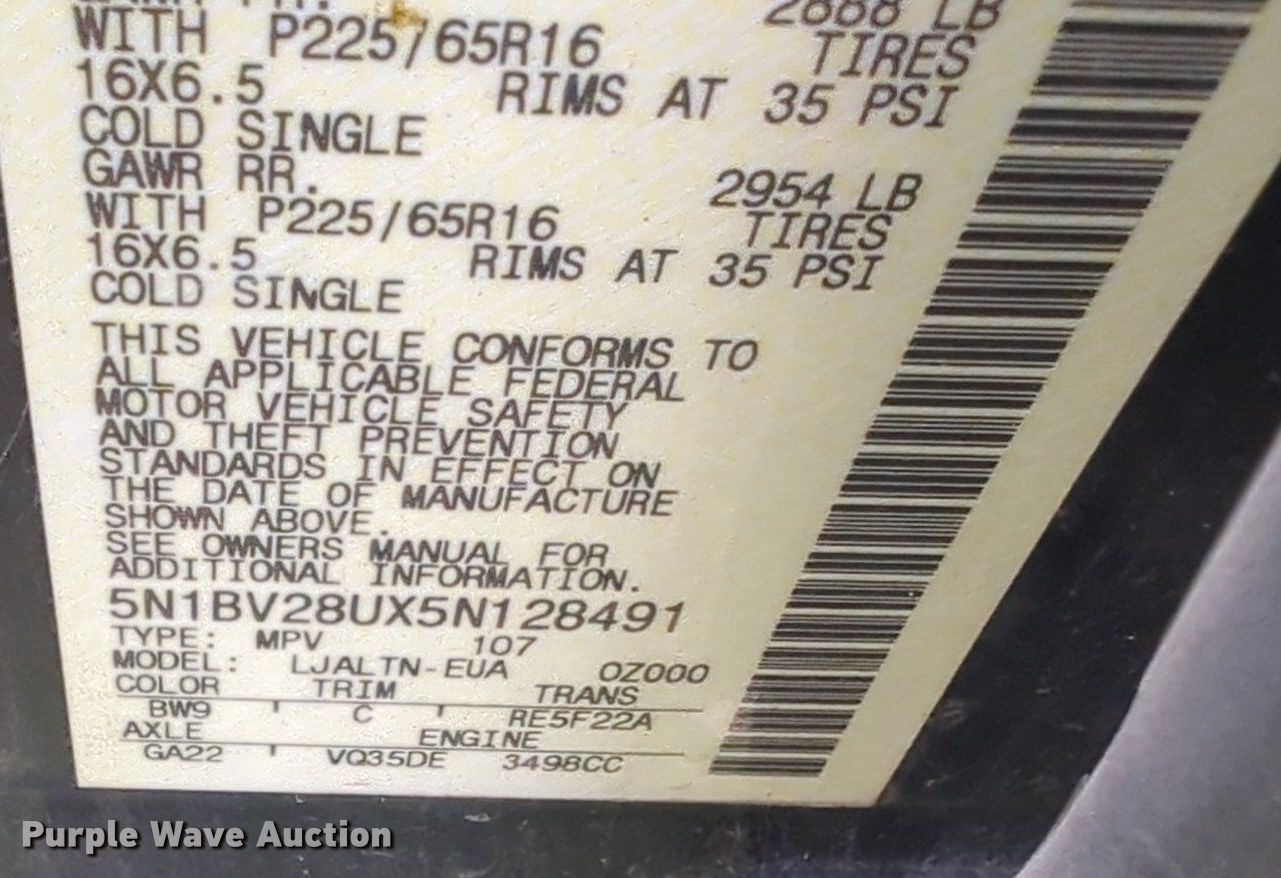 2888 LB
WITH P225/65R16 TIRES
16X6.5 RIMS AT 35 PSI
COLD SINGLE
GAWR RR. 2954 LB
WITH P225/65R16 TIRES
16X6.5 RIMS AT 35 PSI
COLD SINGLE
THIS VEHICLE CONFORMS TO
ALL APPLICABLE FEDERAL
MOTOR VEHICLE SAFETY
AND THEFT PREVENTION
STANDARDS IN EFFECT ON
THE DATE OF MANUFACTURE
SHOWN ABOVE.
SEE OWNERS MANUAL FOR
ADDITIONAL INFORMATION.
5N1BV28UX5N128491
TYPE: MPV 107
MODEL: LJALTN-EUA OZ000
COLOR TRIM TRANS
BW9 C RE5F22A
AXLE ENGINE
GA22 VQ35DE 3498CC
Purple Wave Auction